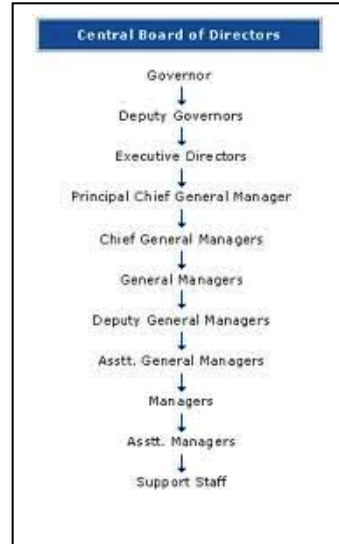 Central Board of Directors
Governor
Deputy Governors
Executive Directors
Principal Chief General Manager
Chief General Managers
General Managers
Deputy General Managers
Asstt. General Managers
Managers
Asstt. Managers
Support Staff